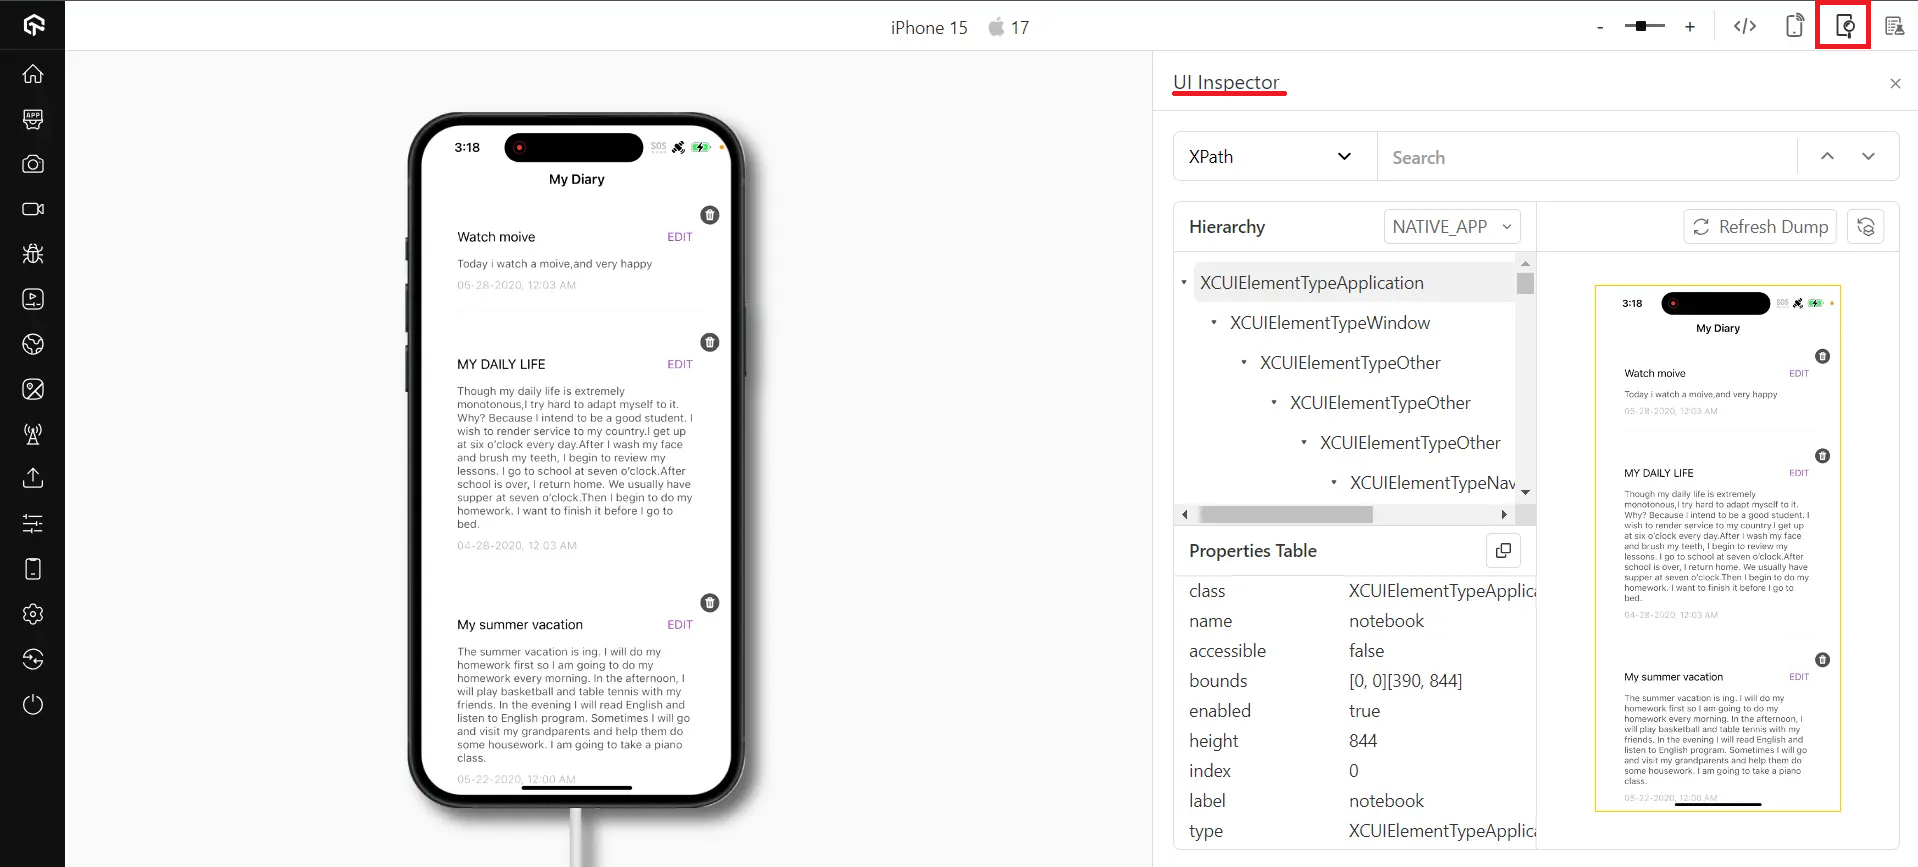 iPhone 15 17
- +
</>
APP
UI Inspector
XPath
Search
Hierarchy
NATIVE_APP
Refresh Dump
XCUIElementTypeApplication
XCUIElementTypeWindow
XCUIElementTypeOther
XCUIElementTypeOther
XCUIElementTypeOther
XCUIElementTypeNav
Properties Table
class XCUIElementTypeApplica
name notebook
accessible false
bounds [0, 0][390, 844]
enabled true
height 844
index 0
label notebook
type XCUIElementTypeApplica
3:18 SOS
My Diary
Watch moive EDIT
Today i watch a moive,and very happy
05-28-2020, 12:03 AM
MY DAILY LIFE EDIT
Though my daily life is extremely
monotonous,I try hard to adapt myself to it.
Why? Because I intend to be a good student. I
wish to render service to my country.I get up
at six o’clock every day.After I wash my face
and brush my teeth, I begin to review my
lessons. I go to school at seven o’clock.After
school is over, I return home. We usually have
supper at seven o’clock.Then I begin to do my
homework. I want to finish it before I go to
bed.
04-28-2020, 12:03 AM
My summer vacation EDIT
The summer vacation is ing. I will do my
homework first so I am going to do my
homework every morning. In the afternoon, I
will play basketball and table tennis with my
friends. In the evening I will read English and
listen to English program. Sometimes I will go
and visit my grandparents and help them do
some housework. I am going to take a piano
class.
05-22-2020, 12:00 AM
3:18 SOS
My Diary
Watch moive EDIT
Today i watch a moive,and very happy
05-28-2020, 12:03 AM
MY DAILY LIFE EDIT
Though my daily life is extremely
monotonous,I try hard to adapt myself to it.
Why? Because I intend to be a good student. I
wish to render service to my country.I get up
at six o’clock every day.After I wash my face
and brush my teeth, I begin to review my
lessons. I go to school at seven o’clock.After
school is over, I return home. We usually have
supper at seven o’clock.Then I begin to do my
homework. I want to finish it before I go to
bed.
04-28-2020, 12:03 AM
My summer vacation EDIT
The summer vacation is ing. I will do my
homework first so I am going to do my
homework every morning. In the afternoon, I
will play basketball and table tennis with my
friends. In the evening I will read English and
listen to English program. Sometimes I will go
and visit my grandparents and help them do
some housework. I am going to take a piano
class.
05-22-2020, 12:00 AM